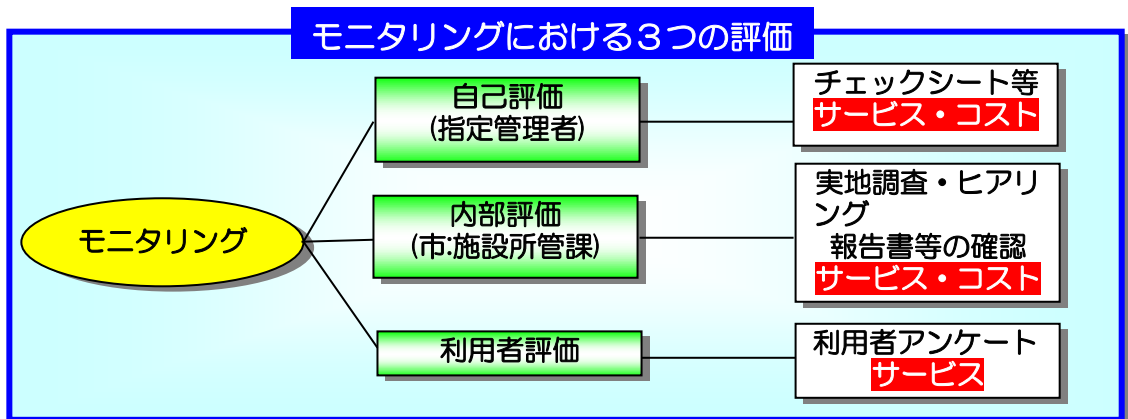 モニタリングにおける３つの評価
モニタリング
自己評価
(指定管理者)
チェックシート等
サービス・コスト
内部評価
(市:施設所管課)
実地調査・ヒアリ
ング
報告書等の確認
サービス・コスト
利用者評価
利用者アンケート
サービス